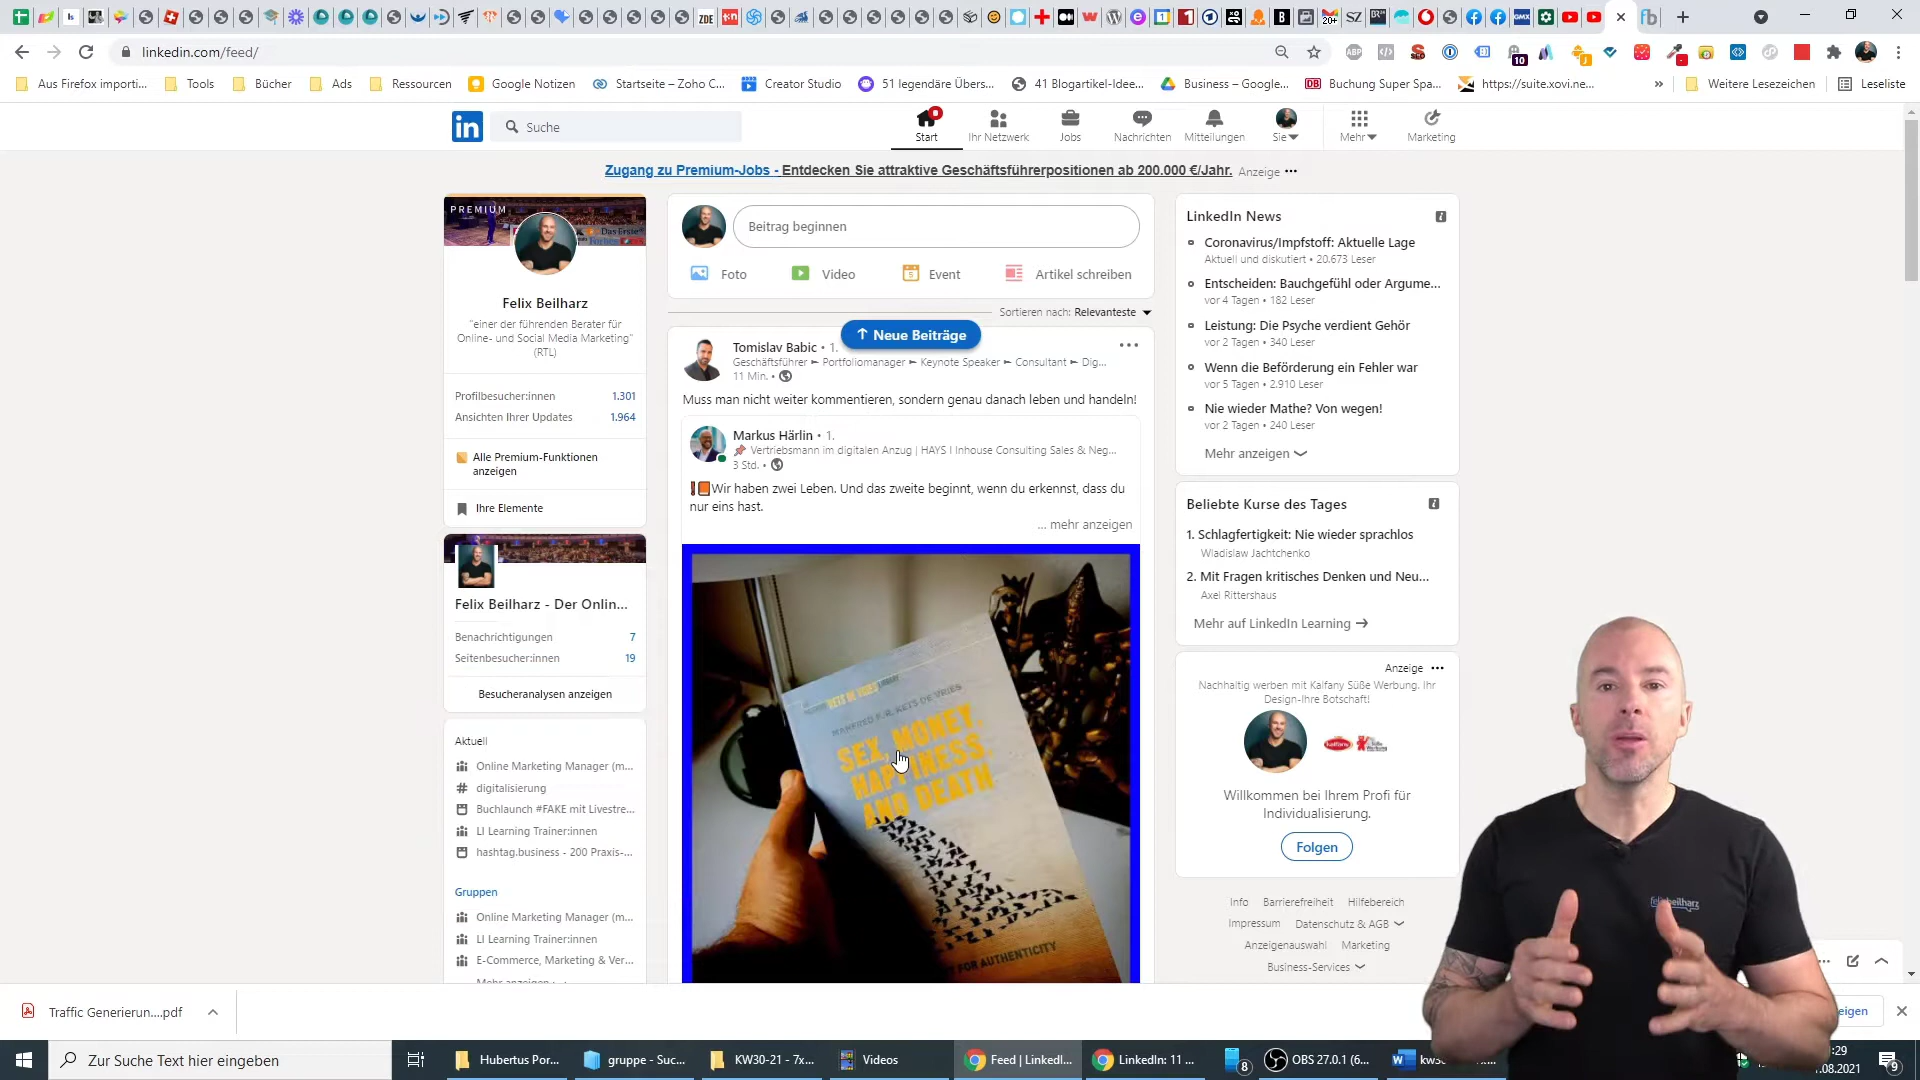 linkedin.com/feed/
Aus Firefox importi...
Tools
Bücher
Ads
Ressourcen
Google Notizen
Startseite – Zoho C...
Creator Studio
51 legendäre Übers...
41 Blogartikel-Idee...
Business – Google...
Buchung Super Spa...
https://suite.xovi.ne...
Weitere Lesezeichen
Leseliste
Suche
Start
Ihr Netzwerk
Jobs
Nachrichten
Mitteilungen
Sie
Mehr
Marketing
Zugang zu Premium-Jobs - Entdecken Sie attraktive Geschäftsführerpositionen ab 200.000 €/Jahr. Anzeige
PREMIUM
Felix Beilharz
"einer der führenden Berater für
Online- und Social Media Marketing"
(RTL)
Profilbesucher:innen 1.301
Ansichten Ihrer Updates 1.964
Alle Premium-Funktionen
anzeigen
Ihre Elemente
Felix Beilharz - Der Onlin...
Benachrichtigungen 7
Seitenbesucher:innen 19
Besucheranalysen anzeigen
Aktuell
Online Marketing Manager (m...
digitalisierung
Buchlaunch #FAKE mit Livestre...
LI Learning Trainer:innen
hashtag.business - 200 Praxis-...
Gruppen
Online Marketing Manager (m...
LI Learning Trainer:innen
E-Commerce, Marketing & Ver...
Beitrag beginnen
Foto
Video
Event
Artikel schreiben
Sortieren nach: Relevanteste
Neue Beiträge
Tomislav Babic • 1.
Geschäftsführer ► Portfoliomanager ► Keynote Speaker ► Consultant ► Dig...
11 Min. •
Muss man nicht weiter kommentieren, sondern genau danach leben und handeln!
Markus Härlin • 1.
Vertriebsmann im digitalen Anzug | HAYS I Inhouse Consulting Sales & Neg...
3 Std. •
Wir haben zwei Leben. Und das zweite beginnt, wenn du erkennst, dass du
nur eins hast.
... mehr anzeigen
MANFRED F.R. KETS DE VRIES
SEX, MONEY,
HAPPINESS
AND DEATH
FOR AUTHENTICITY
LinkedIn News
Coronavirus/Impfstoff: Aktuelle Lage
Aktuell und diskutiert • 20.673 Leser
Entscheiden: Bauchgefühl oder Argume...
vor 4 Tagen • 182 Leser
Leistung: Die Psyche verdient Gehör
vor 2 Tagen • 340 Leser
Wenn die Beförderung ein Fehler war
vor 5 Tagen • 2.910 Leser
Nie wieder Mathe? Von wegen!
vor 2 Tagen • 240 Leser
Mehr anzeigen
Beliebte Kurse des Tages
1. Schlagfertigkeit: Nie wieder sprachlos
Wladislaw Jachtchenko
2. Mit Fragen kritisches Denken und Neu...
Axel Rittershaus
Mehr auf LinkedIn Learning
Anzeige
Nachhaltig werben mit Kalfany Süße Werbung. Ihr
Design-Ihre Botschaft!
Willkommen bei Ihrem Profi für
Individualisierung.
Folgen
Info Barrierefreiheit Hilfebereich
Impressum Datenschutz & AGB
Anzeigenauswahl Marketing
Business-Services
felixbeilharz
Traffic Generierun....pdf
eigen
Zur Suche Text hier eingeben
Hubertus Por...
gruppe - Suc...
KW30-21 - 7x...
Videos
Feed | LinkedI...
LinkedIn: 11 ...
8
OBS 27.0.1 (6...
:29
.08.2021
9